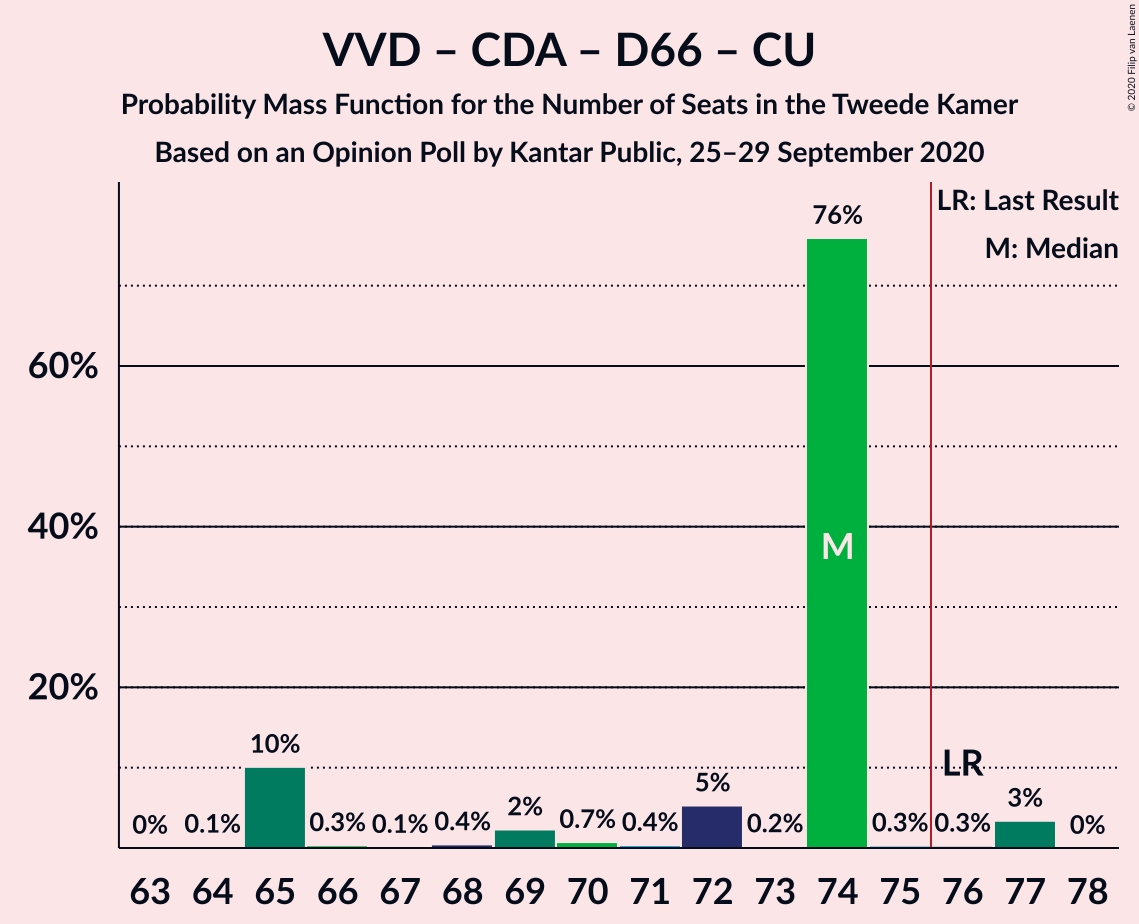 VVD – CDA – D66 – CU
Probability Mass Function for the Number of Seats in the Tweede Kamer
Based on an Opinion Poll by Kantar Public, 25–29 September 2020
© 2020 Filip van Laenen
LR: Last Result
M: Median
60%
40%
20%
0%
0.1%
10%
0.3%
0.1%
0.4%
2%
0.7%
0.4%
5%
0.2%
76%
M
0.3%
0.3%
LR
3%
0%
63 64 65 66 67 68 69 70 71 72 73 74 75 76 77 78